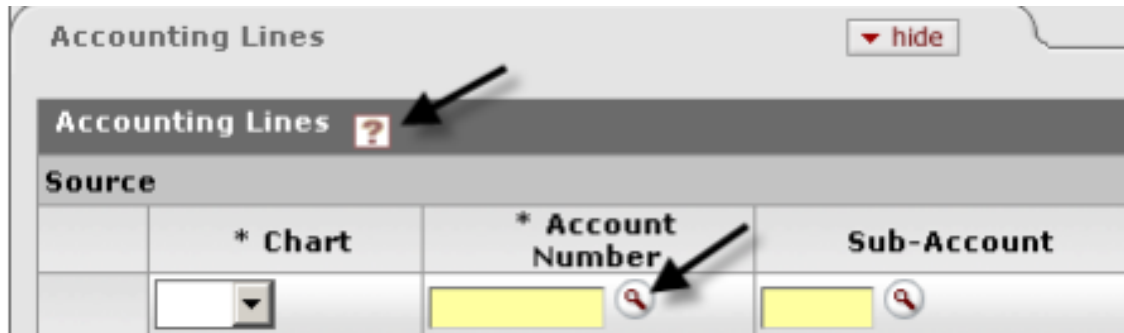 Accounting Lines
hide
Accounting Lines ?
Source
* Chart
* Account
Number
Sub-Account